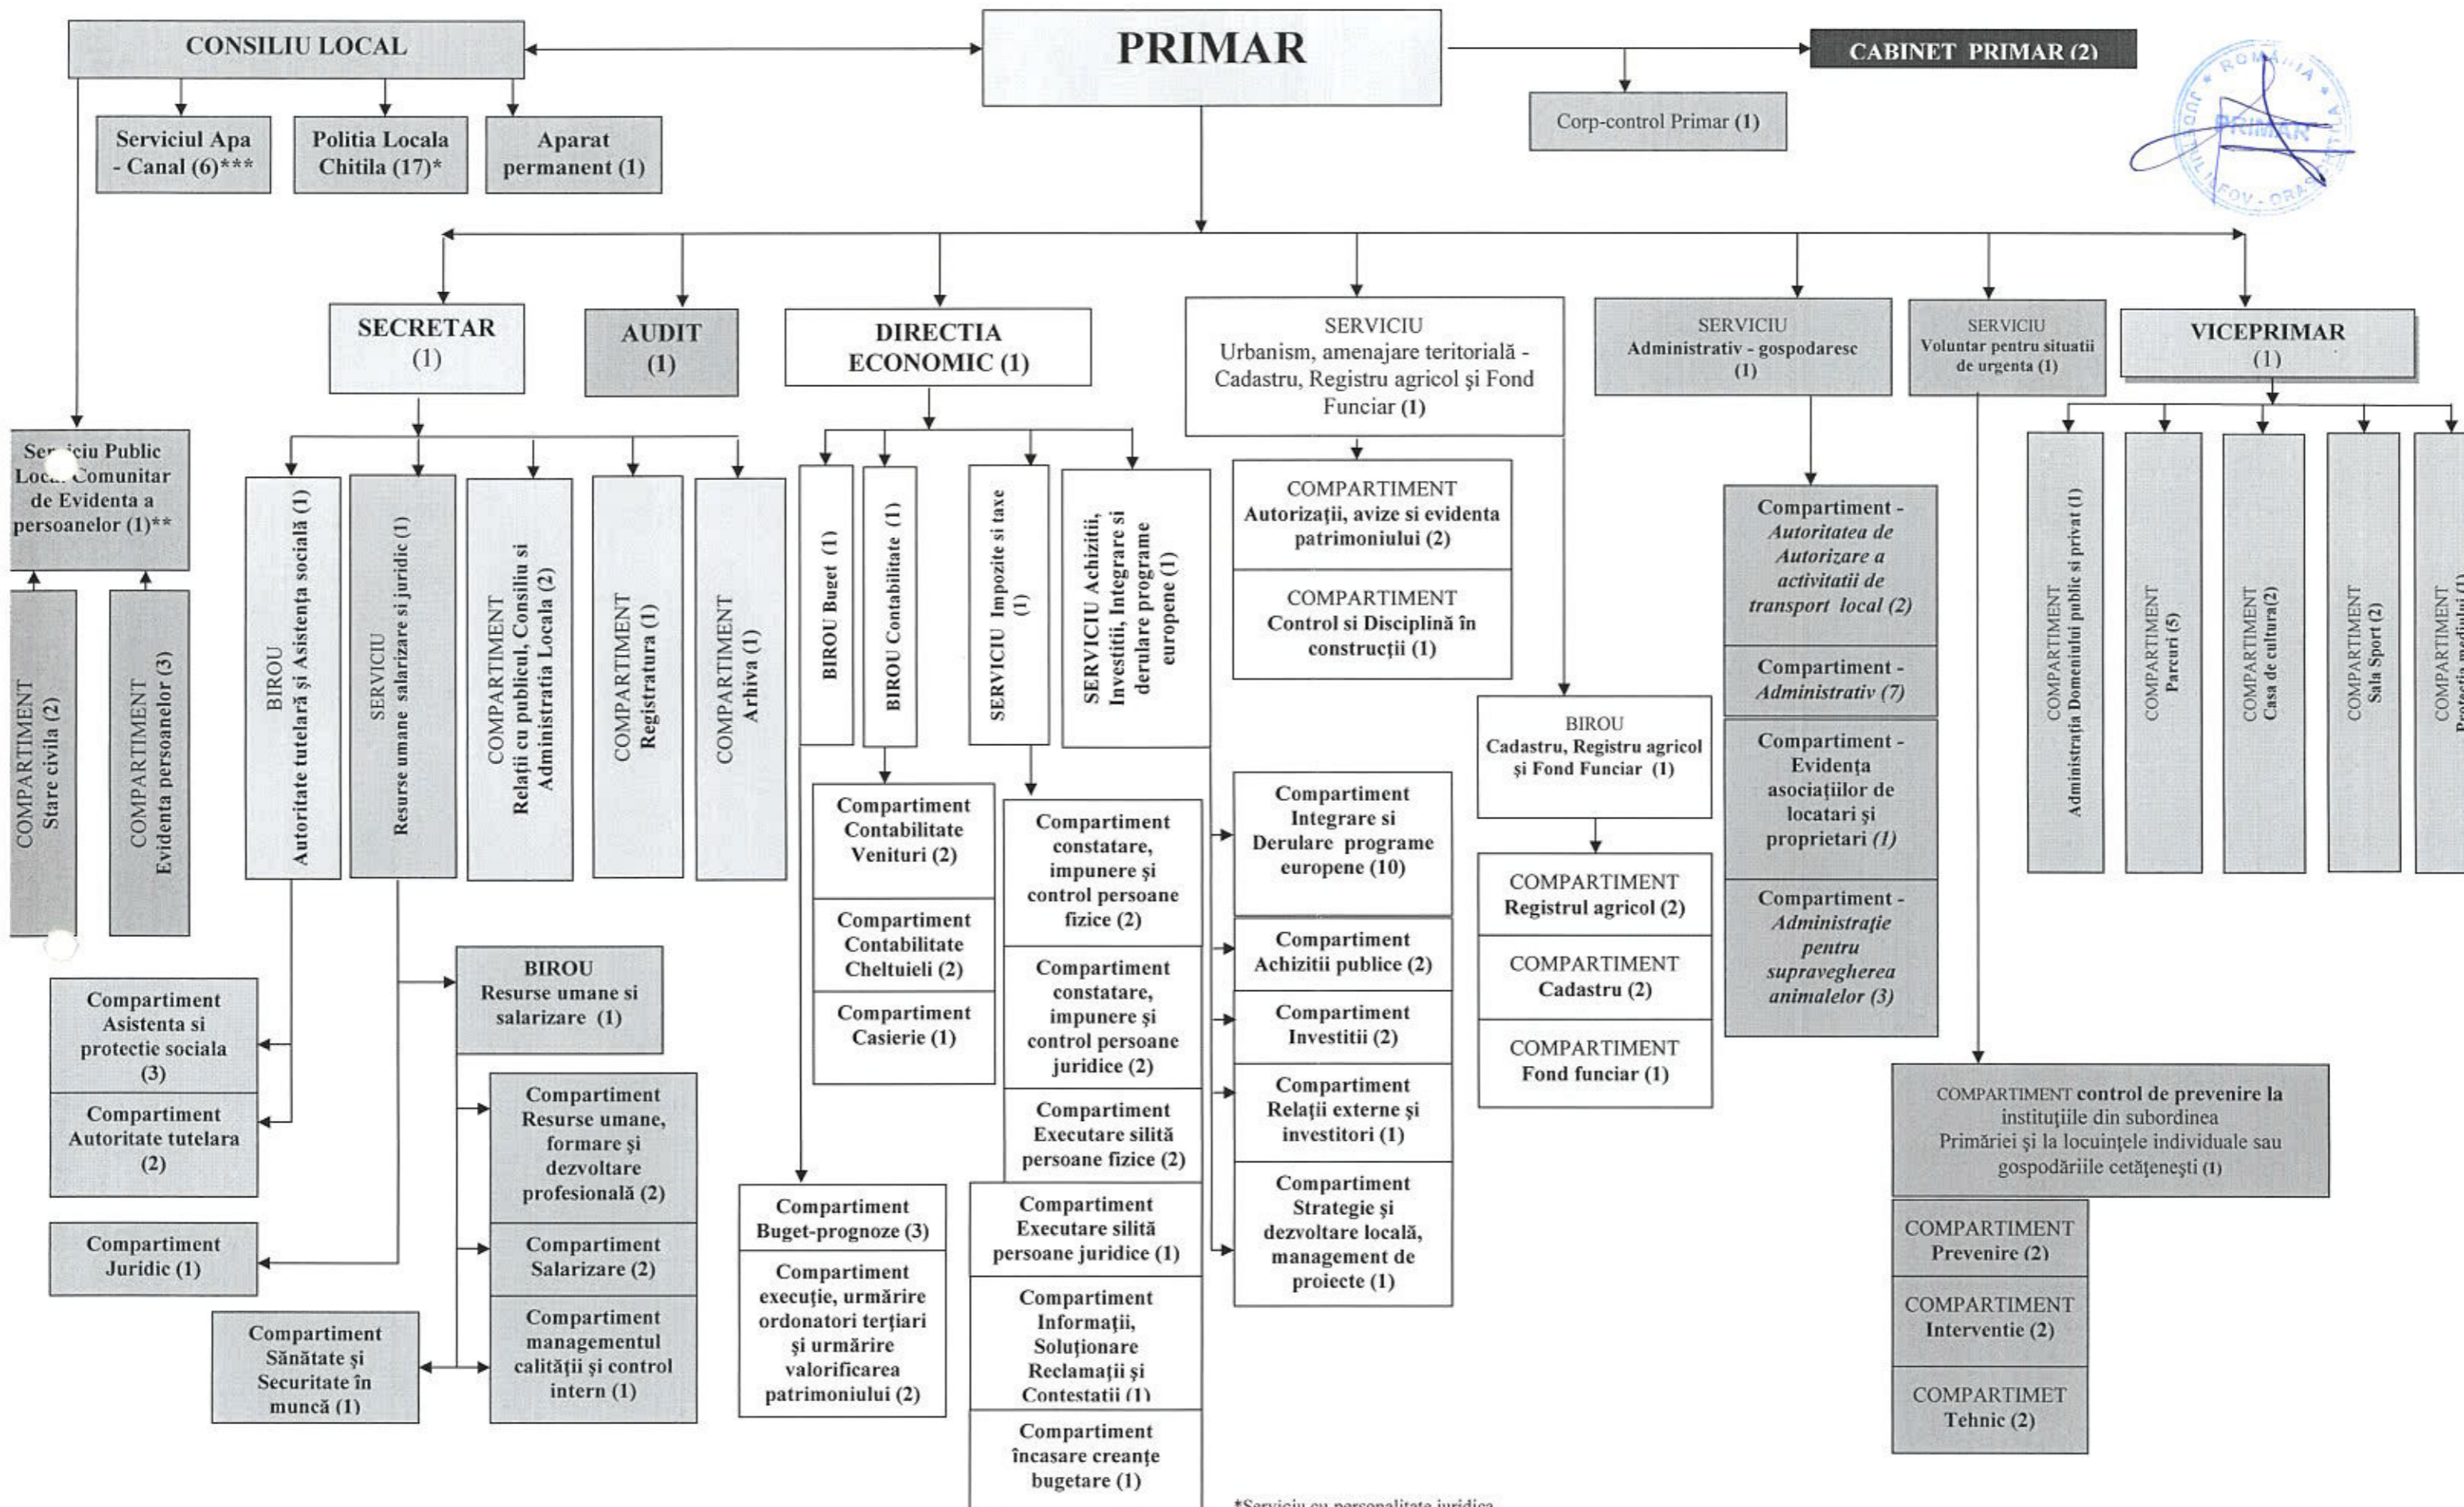 CONSILIU LOCAL
PRIMAR
CABINET PRIMAR (2)
Corp-control Primar (1)
ROMÂNIA
PRIMAR
Serviciul Apa
- Canal (6)***
Politia Locala
Chitila (17)*
Aparat
permanent (1)
SECRETAR
(1)
AUDIT
(1)
DIRECTIA
ECONOMIC (1)
SERVICIU
Urbanism, amenajare teritorială -
Cadastru, Registru agricol şi Fond
Funciar (1)
SERVICIU
Administrativ - gospodaresc
(1)
SERVICIU
Voluntar pentru situatii
de urgenta (1)
VICEPRIMAR
(1)
Serviciu Public
Local Comunitar
de Evidenta a
persoanelor (1)**
COMPARTIMENT
Stare civila (2)
COMPARTIMENT
Evidenta persoanelor (3)
BIROU
Autoritate tutelară şi Asistenţa socială (1)
SERVICIU
Resurse umane salarizare si juridic (1)
COMPARTIMENT
Relaţii cu publicul, Consiliu si
Administratia Locala (2)
COMPARTIMENT
Registratura (1)
COMPARTIMENT
Arhiva (1)
BIROU Buget (1)
BIROU Contabilitate (1)
SERVICIU Impozite si taxe
(1)
SERVICIU Achizitii,
Investitii, Integrare si
derulare programe
europene (1)
COMPARTIMENT
Autorizaţii, avize si evidenta
patrimoniului (2)
COMPARTIMENT
Control si Disciplină în
construcţii (1)
BIROU
Cadastru, Registru agricol
şi Fond Funciar (1)
COMPARTIMENT
Registrul agricol (2)
COMPARTIMENT
Cadastru (2)
COMPARTIMENT
Fond funciar (1)
Compartiment -
Autoritatea de
Autorizare a
activitatii de
transport local (2)
Compartiment -
Administrativ (7)
Compartiment -
Evidenţa
asociaţiilor de
locatari şi
proprietari (1)
Compartiment -
Administraţie
pentru
supravegherea
animalelor (3)
COMPARTIMENT
Administraţia Domeniului public si privat (1)
COMPARTIMENT
Parcuri (5)
COMPARTIMENT
Casa de cultura(2)
COMPARTIMENT
Sala Sport (2)
COMPARTIMENT
Protectia mediului (1)
Compartiment
Asistenta si
protectie sociala
(3)
Compartiment
Autoritate tutelara
(2)
Compartiment
Juridic (1)
BIROU
Resurse umane si
salarizare (1)
Compartiment
Resurse umane,
formare şi
dezvoltare
profesională (2)
Compartiment
Salarizare (2)
Compartiment
managementul
calităţii şi control
intern (1)
Compartiment
Sănătate şi
Securitate în
muncă (1)
Compartiment
Contabilitate
Venituri (2)
Compartiment
Contabilitate
Cheltuieli (2)
Compartiment
Casierie (1)
Compartiment
Buget-prognoze (3)
Compartiment
execuţie, urmărire
ordonatori terţiari
şi urmărire
valorificarea
patrimoniului (2)
Compartiment
constatare,
impunere şi
control persoane
fizice (2)
Compartiment
constatare,
impunere şi
control persoane
juridice (2)
Compartiment
Executare silită
persoane fizice (2)
Compartiment
Executare silită
persoane juridice (1)
Compartiment
Informaţii,
Soluţionare
Reclamaţii şi
Contestatii (1)
Compartiment
încasare creanţe
bugetare (1)
Compartiment
Integrare si
Derulare programe
europene (10)
Compartiment
Achizitii publice (2)
Compartiment
Investitii (2)
Compartiment
Relaţii externe şi
investitori (1)
Compartiment
Strategie şi
dezvoltare locală,
management de
proiecte (1)
COMPARTIMENT control de prevenire la
instituţiile din subordinea
Primăriei şi la locuinţele individuale sau
gospodăriile cetăţeneşti (1)
COMPARTIMENT
Prevenire (2)
COMPARTIMENT
Interventie (2)
COMPARTIMET
Tehnic (2)
*Serviciu cu personalitate juridica